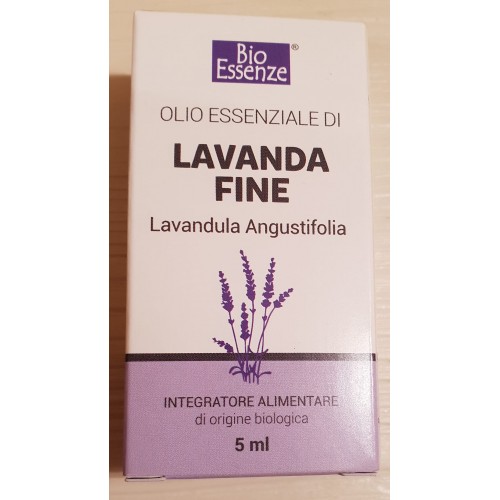 Bio
Essenze®
OLIO ESSENZIALE DI
LAVANDA
FINE
Lavandula Angustifolia
INTEGRATORE ALIMENTARE
di origine biologica
5 ml